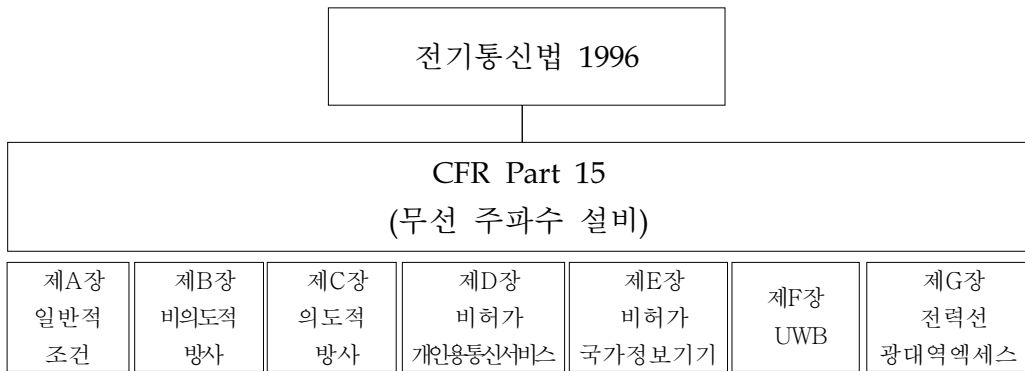 전기통신법 1996
CFR Part 15
(무선 주파수 설비)
제A장
일반적
조건
제B장
비의도적
방사
제C장
의도적
방사
제D장
비허가
개인용통신서비스
제E장
비허가
국가정보기기
제F장
UWB
제G장
전력선
광대역엑세스